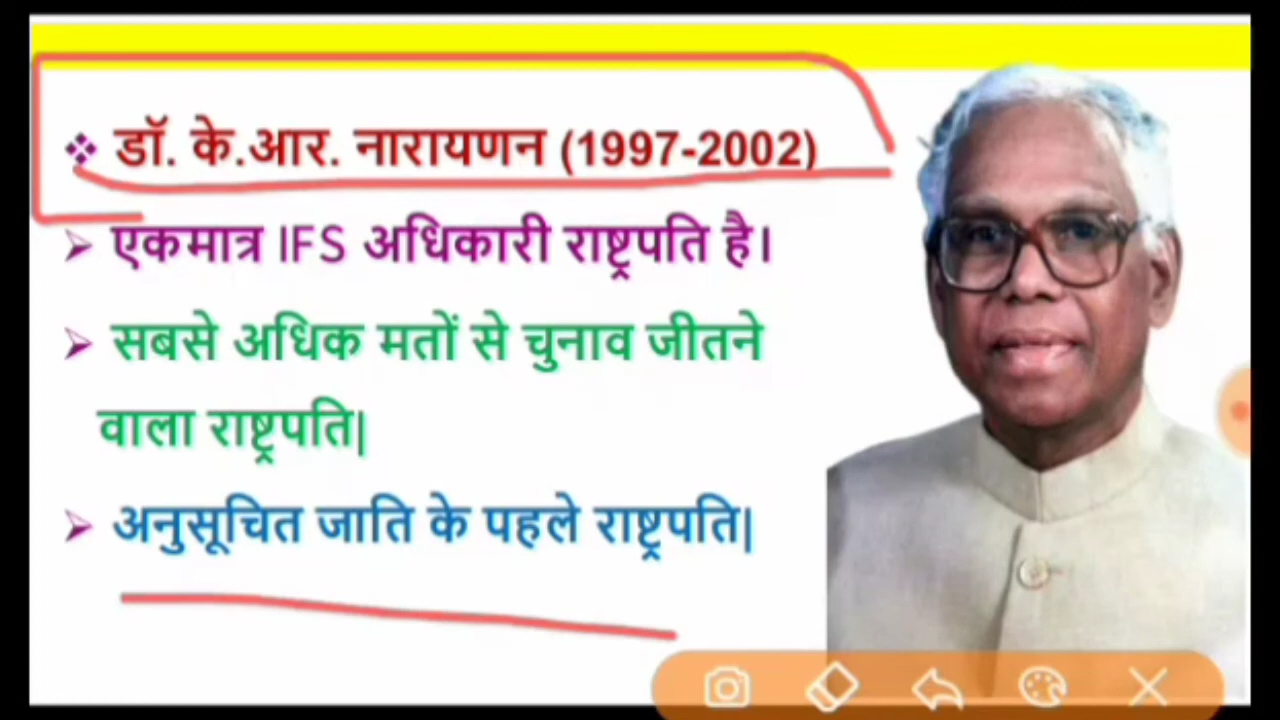 ❖ डॉ. के.आर. नारायणन (1997-2002)
➢ एकमात्र IFS अधिकारी राष्ट्रपति है।
➢ सबसे अधिक मतों से चुनाव जीतने
वाला राष्ट्रपति|
➢ अनुसूचित जाति के पहले राष्ट्रपति|